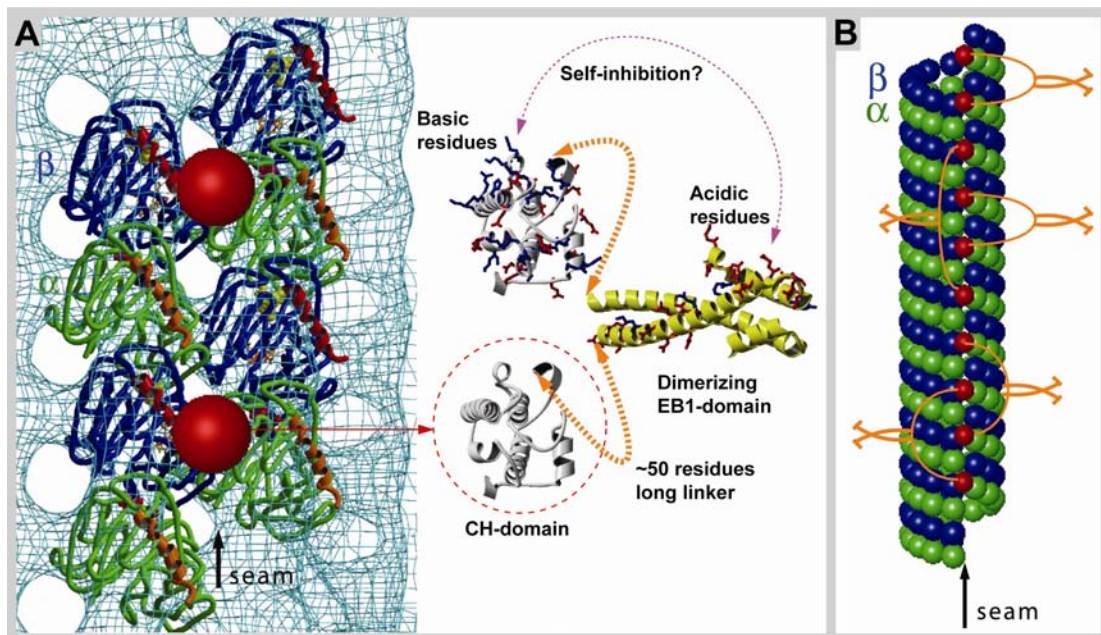 A
β
α
seam
Self-inhibition?
Basic
residues
Acidic
residues
Dimerizing
EB1-domain
~50 residues
long linker
CH-domain
B
β
α
seam